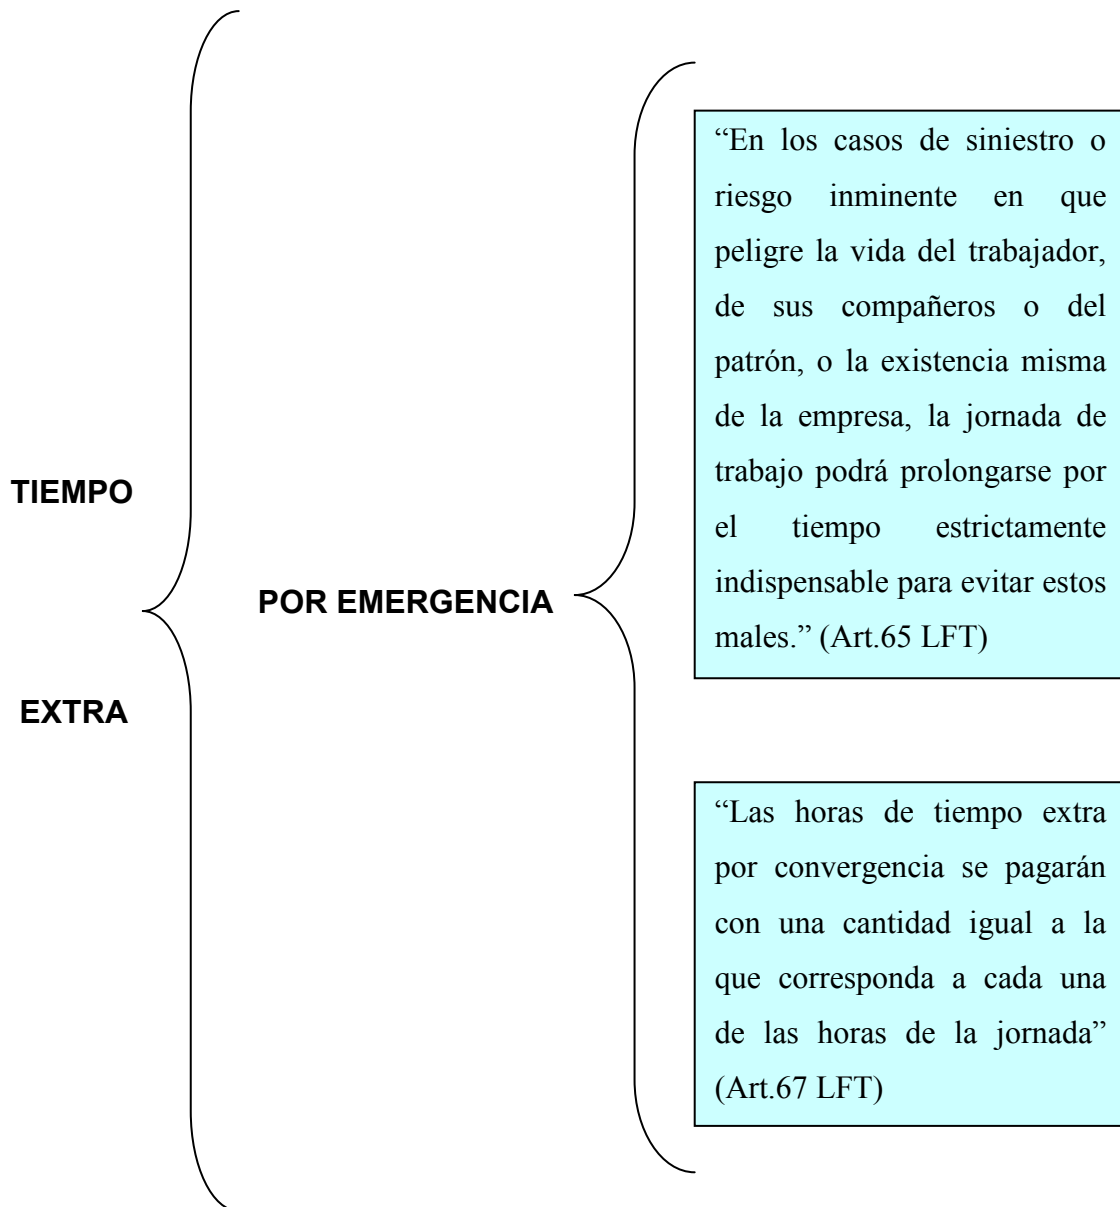 TIEMPO
EXTRA
POR EMERGENCIA
“En los casos de siniestro o
riesgo inminente en que
peligre la vida del trabajador,
de sus compañeros o del
patrón, o la existencia misma
de la empresa, la jornada de
trabajo podrá prolongarse por
el tiempo estrictamente
indispensable para evitar estos
males.” (Art.65 LFT)
“Las horas de tiempo extra
por convergencia se pagarán
con una cantidad igual a la
que corresponda a cada una
de las horas de la jornada”
(Art.67 LFT)